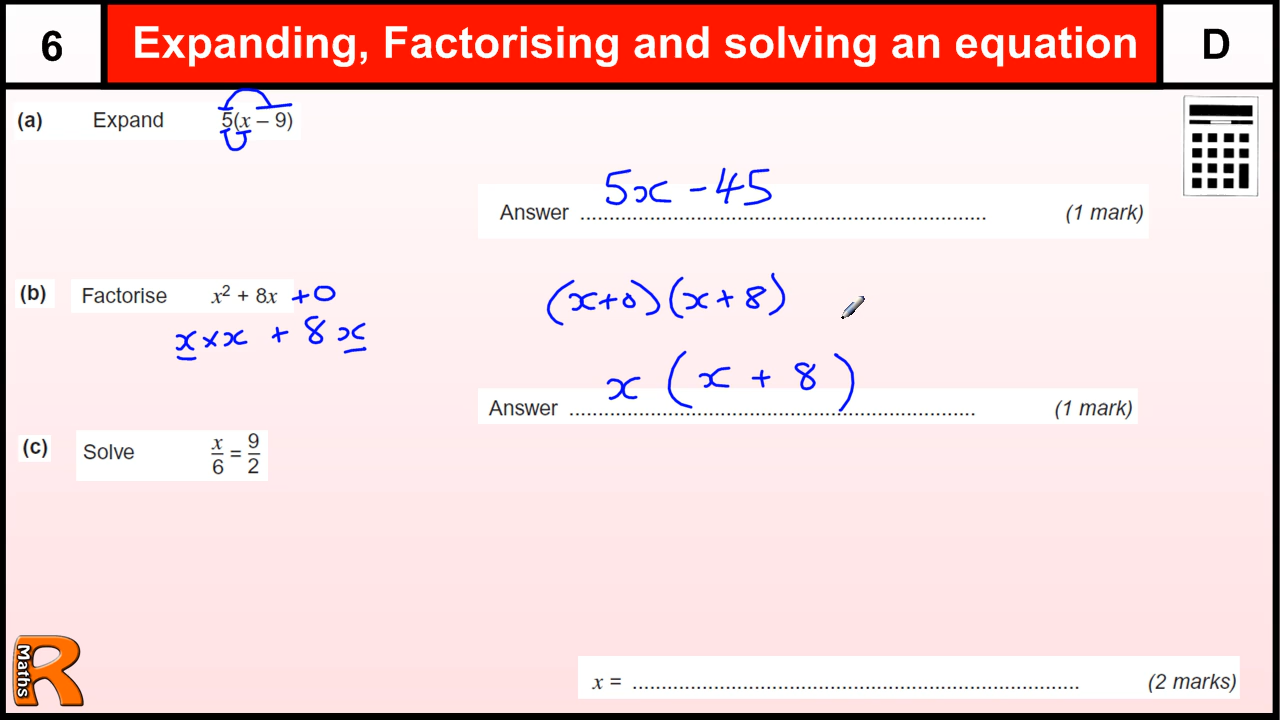 6 Expanding, Factorising and solving an equation D
(a) Expand 5(x – 9)
5x - 45
Answer ............................................................ (1 mark)
(b) Factorise x² + 8x + 0
(x+0)(x+8)
x × x + 8x
x (x + 8)
Answer ............................................................ (1 mark)
(c) Solve x/6 = 9/2
x = ............................................................ (2 marks)
R Maths